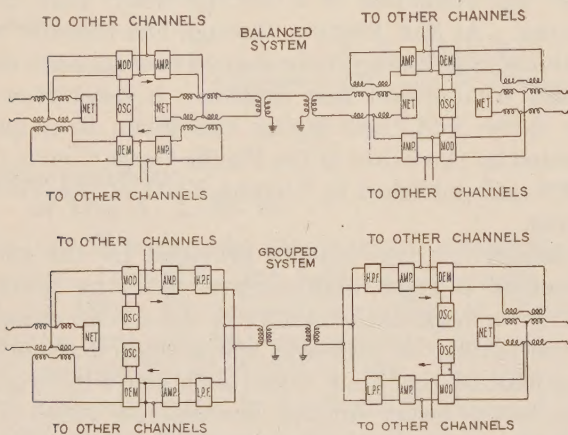 TO OTHER CHANNELS
BALANCED
SYSTEM
TO OTHER CHANNELS
MOD
AMP.
NET
OSC
NET
DEM
AMP.
AMP
DEM
NET
OSC
NET
AMP
MOD
TO OTHER CHANNELS
TO OTHER CHANNELS
TO OTHER CHANNELS
GROUPED
SYSTEM
TO OTHER CHANNELS
MOD
AMP.
H.P.F.
OSC
NET
OSC
DEM
AMP.
L.P.F.
H.P.F.
AMP.
DEM
OSC
OSC
NET
L.P.F.
AMP.
MOD
TO OTHER CHANNELS
TO OTHER CHANNELS